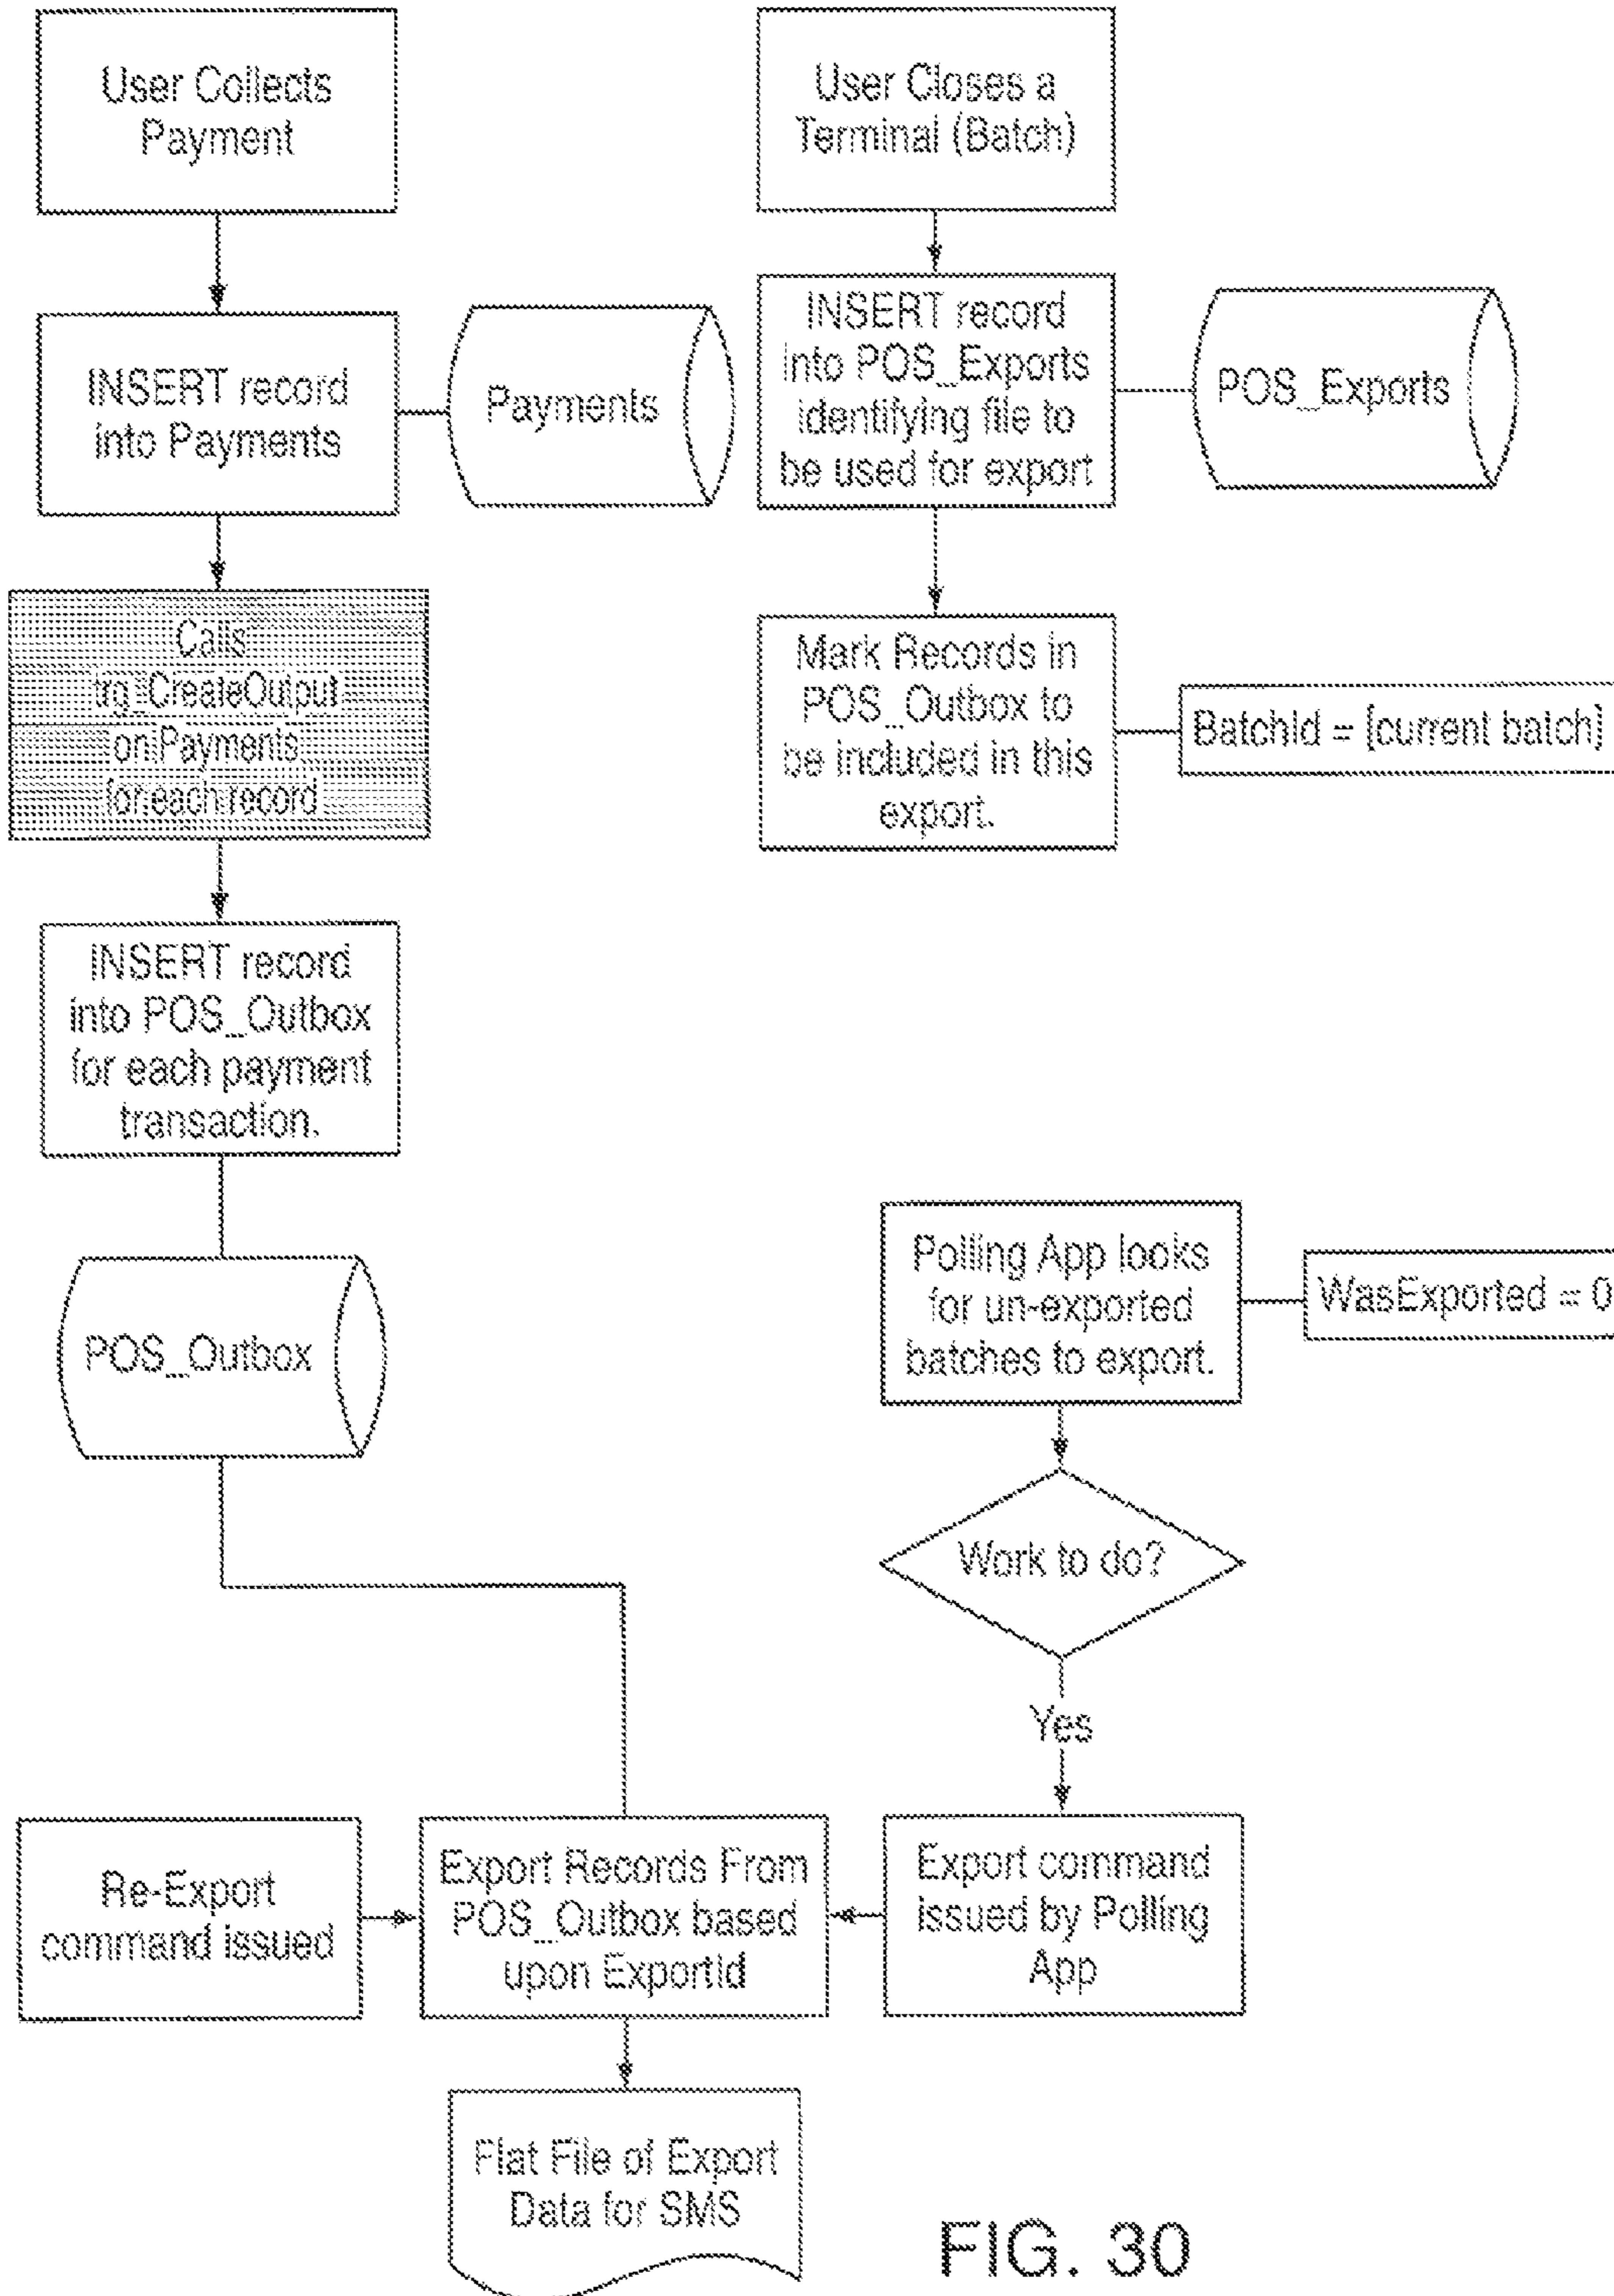 User Collects
Payment
INSERT record
into Payments
Payments
Calls
trg_CreateOutput
on Payments
for each record
INSERT record
into POS_Outbox
for each payment
transaction.
POS_Outbox
User Closes a
Terminal (Batch)
INSERT record
into POS_Exports
identifying file to
be used for export
POS_Exports
Mark Records in
POS_Outbox to
be included in this
export.
BatchId = [current batch]
Polling App looks
for un-exported
batches to export.
WasExported = 0
Work to do?
Yes
Re-Export
command issued
Export Records From
POS_Outbox based
upon ExportId
Export command
issued by Polling
App
Flat File of Export
Data for SMS
FIG. 30